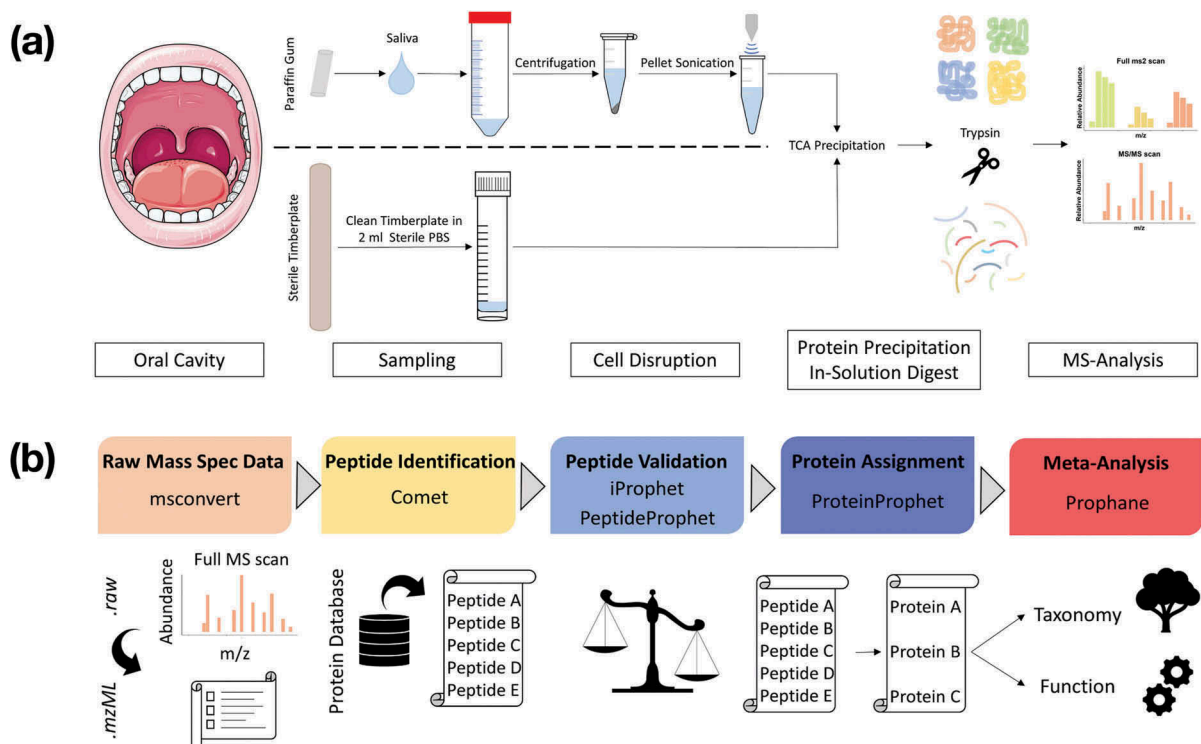 (a)
Paraffin Gum
Saliva
Centrifugation
Pellet Sonication
TCA Precipitation
Trypsin
Full ms2 scan
Relative Abundance
m/z
MS/MS scan
Relative Abundance
m/z
Sterile Timberplate
Clean Timberplate in
2 ml Sterile PBS
Oral Cavity
Sampling
Cell Disruption
Protein Precipitation
In-Solution Digest
MS-Analysis
(b)
Raw Mass Spec Data
msconvert
Peptide Identification
Comet
Peptide Validation
iProphet
PeptideProphet
Protein Assignment
ProteinProphet
Meta-Analysis
Prophane
.raw
.mzML
Full MS scan
Abundance
m/z
Protein Database
Peptide A
Peptide B
Peptide C
Peptide D
Peptide E
Peptide A
Peptide B
Peptide C
Peptide D
Peptide E
Protein A
Protein B
Protein C
Taxonomy
Function